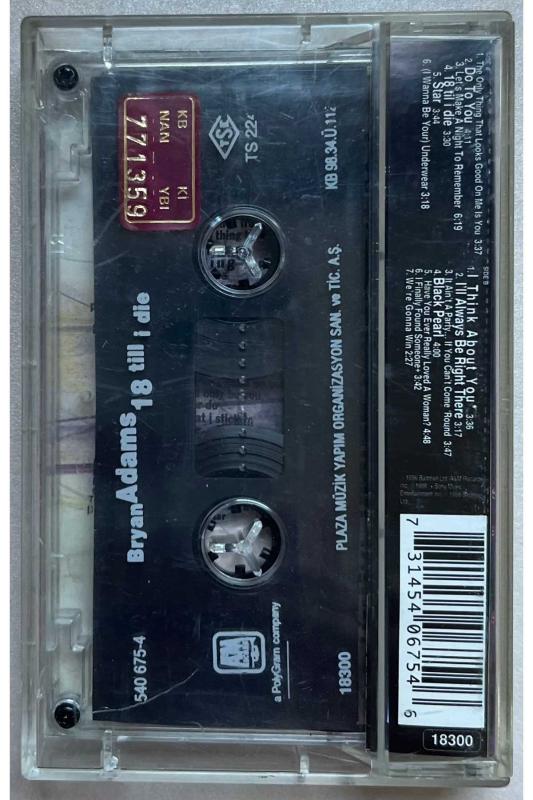 1. The Only Thing That Looks Good On Me Is You 3:37
2. Do To You 4:11
3. Let's Make A Night To Remember 6:19
4. 18 til I die 3:30
5. Star 3:44
6. (I Wanna Be Your) Underwear 3:18
SIDE B
1. I Think About You 3:36
2. I'll Always Be Right There 3:17
3. It Ain't A Party... If You Can't Come 'Round 3:47
4. Black Pearl 4:00
5. Have You Ever Really Loved A Woman? 4:48
6. I Finally Found Someone* 3:42
7. We're Gonna Win 2:27
7 31454 06754 6
18300
KB Kİ
NAM YBI
771359
TSE
TS 22
KB.98.34.Ü.112
PLAZA MÜZİK YAPIM ORGANİZASYON SAN. ve TİC. A.Ş.
18300
Bryan Adams 18 till i die
540 675-4
A&M
a PolyGram company